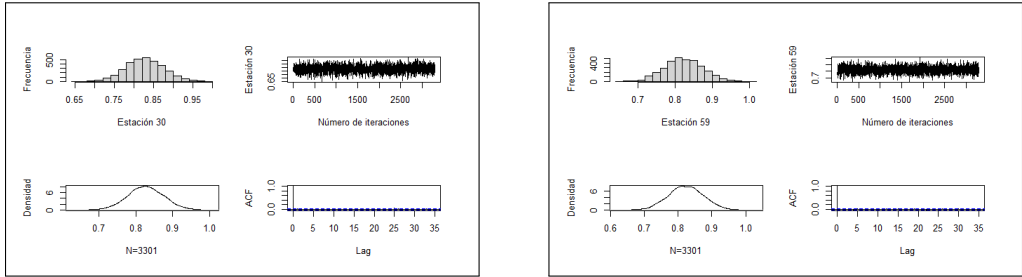 Frecuencia
500
0
0.65 0.75 0.85 0.95
Estación 30
Estación 30
0.65
0 500 1500 2500
Número de iteraciones
Densidad
6
0
0.7 0.8 0.9 1.0
N=3301
ACF
1.0
0.0
0 5 10 15 20 25 30 35
Lag
Frecuencia
400
0
0.7 0.8 0.9 1.0
Estación 59
Estación 59
0.7
0 500 1500 2500
Número de iteraciones
Densidad
6
0
0.6 0.7 0.8 0.9 1.0
N=3301
ACF
1.0
0.0
0 5 10 15 20 25 30 35
Lag